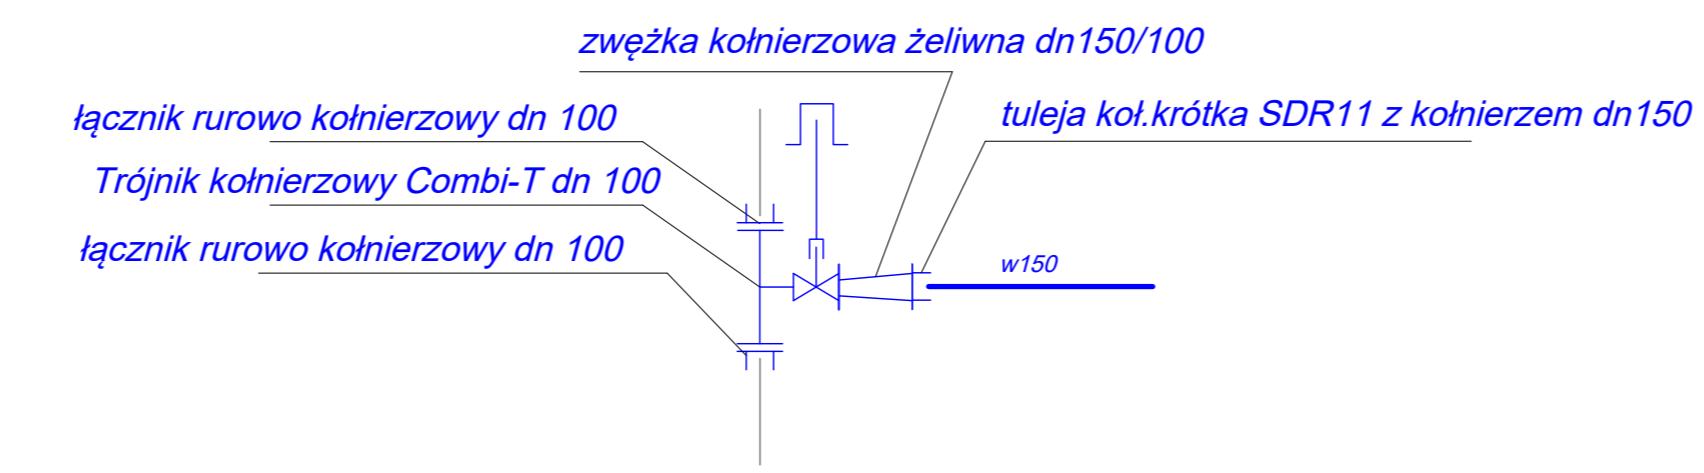 zwężka kołnierzowa żeliwna dn150/100
łącznik rurowo kołnierzowy dn 100
tuleja koł.krótka SDR11 z kołnierzem dn150
Trójnik kołnierzowy Combi-T dn 100
łącznik rurowo kołnierzowy dn 100
w150